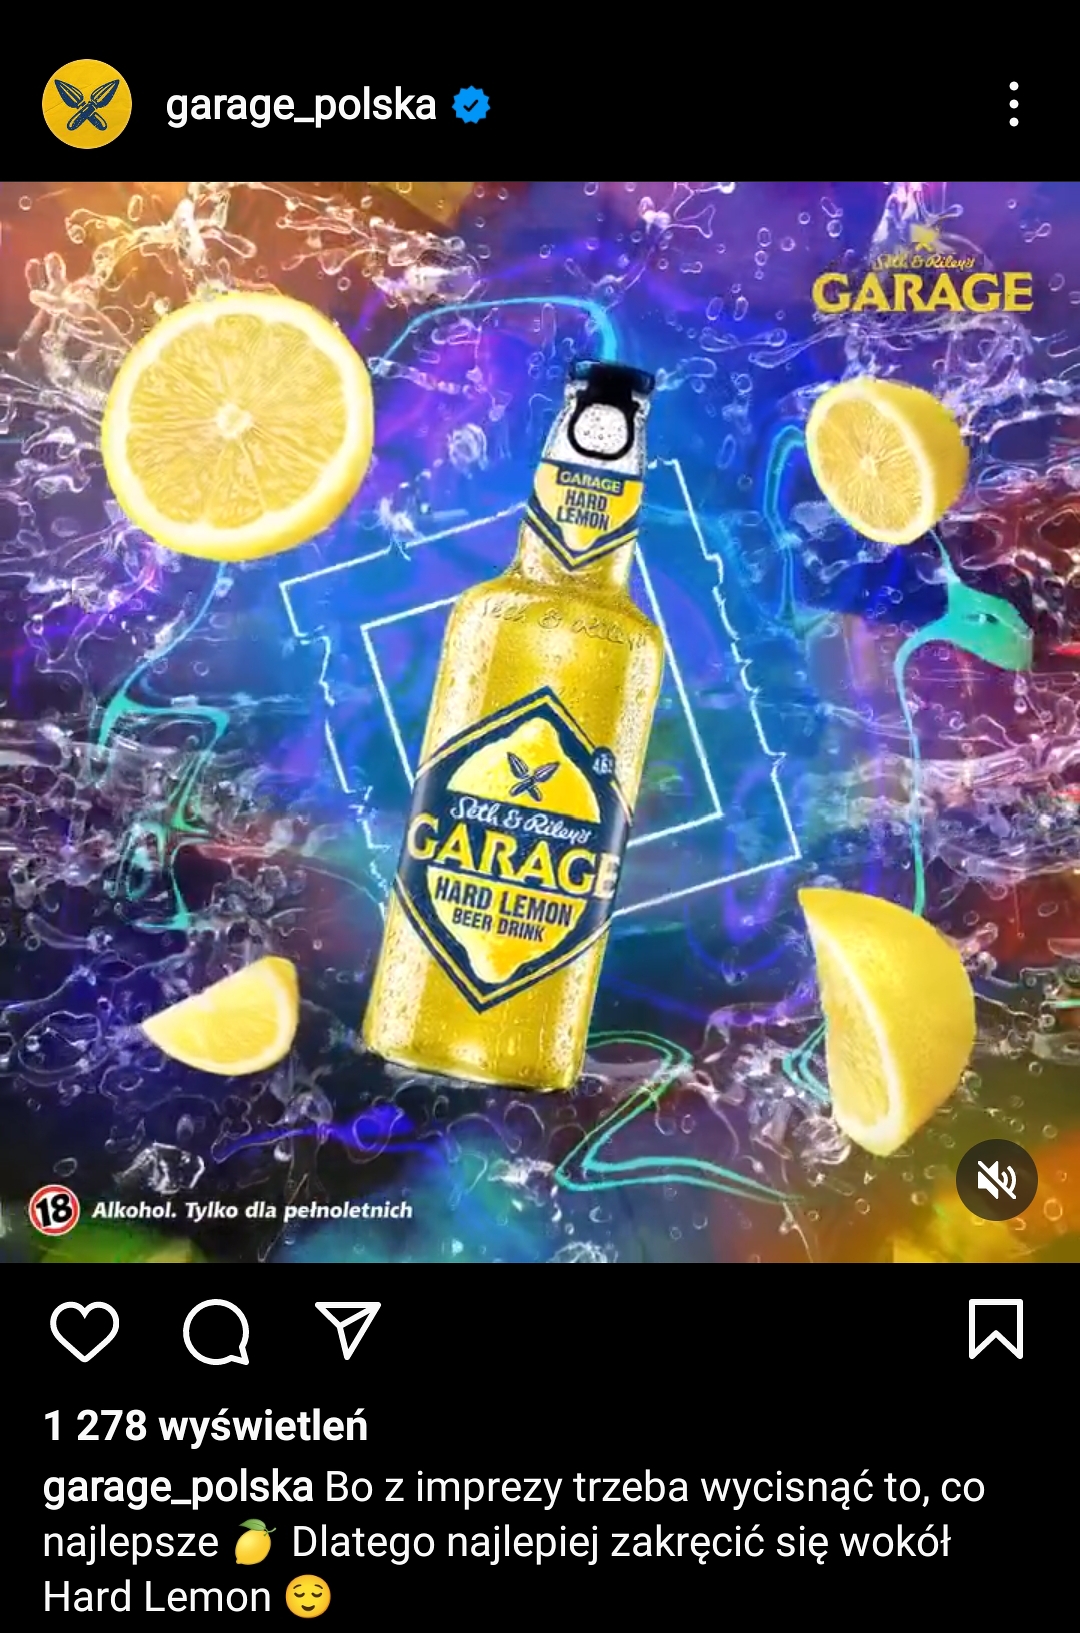 garage_polska
Seth & Riley's
GARAGE
GARAGE
HARD
LEMON
Seth & Riley's
Seth & Riley's
GARAGE
HARD LEMON
BEER DRINK
18 Alkohol. Tylko dla pełnoletnich
1 278 wyświetleń
garage_polska Bo z imprezy trzeba wycisnąć to, co
najlepsze 🍋 Dlatego najlepiej zakręcić się wokół
Hard Lemon 😌